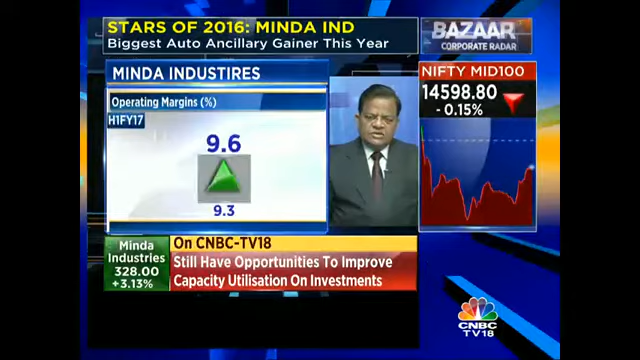 STARS OF 2016: MINDA IND
Biggest Auto Ancillary Gainer This Year
BAZAAR
CORPORATE RADAR
MINDA INDUSTIRES
Operating Margins (%)
H1FY17
9.6
9.3
NIFTY MID100
14598.80
- 0.15%
Minda
Industries
328.00
+3.13%
On CNBC-TV18
Still Have Opportunities To Improve
Capacity Utilisation On Investments
CNBC
TV18